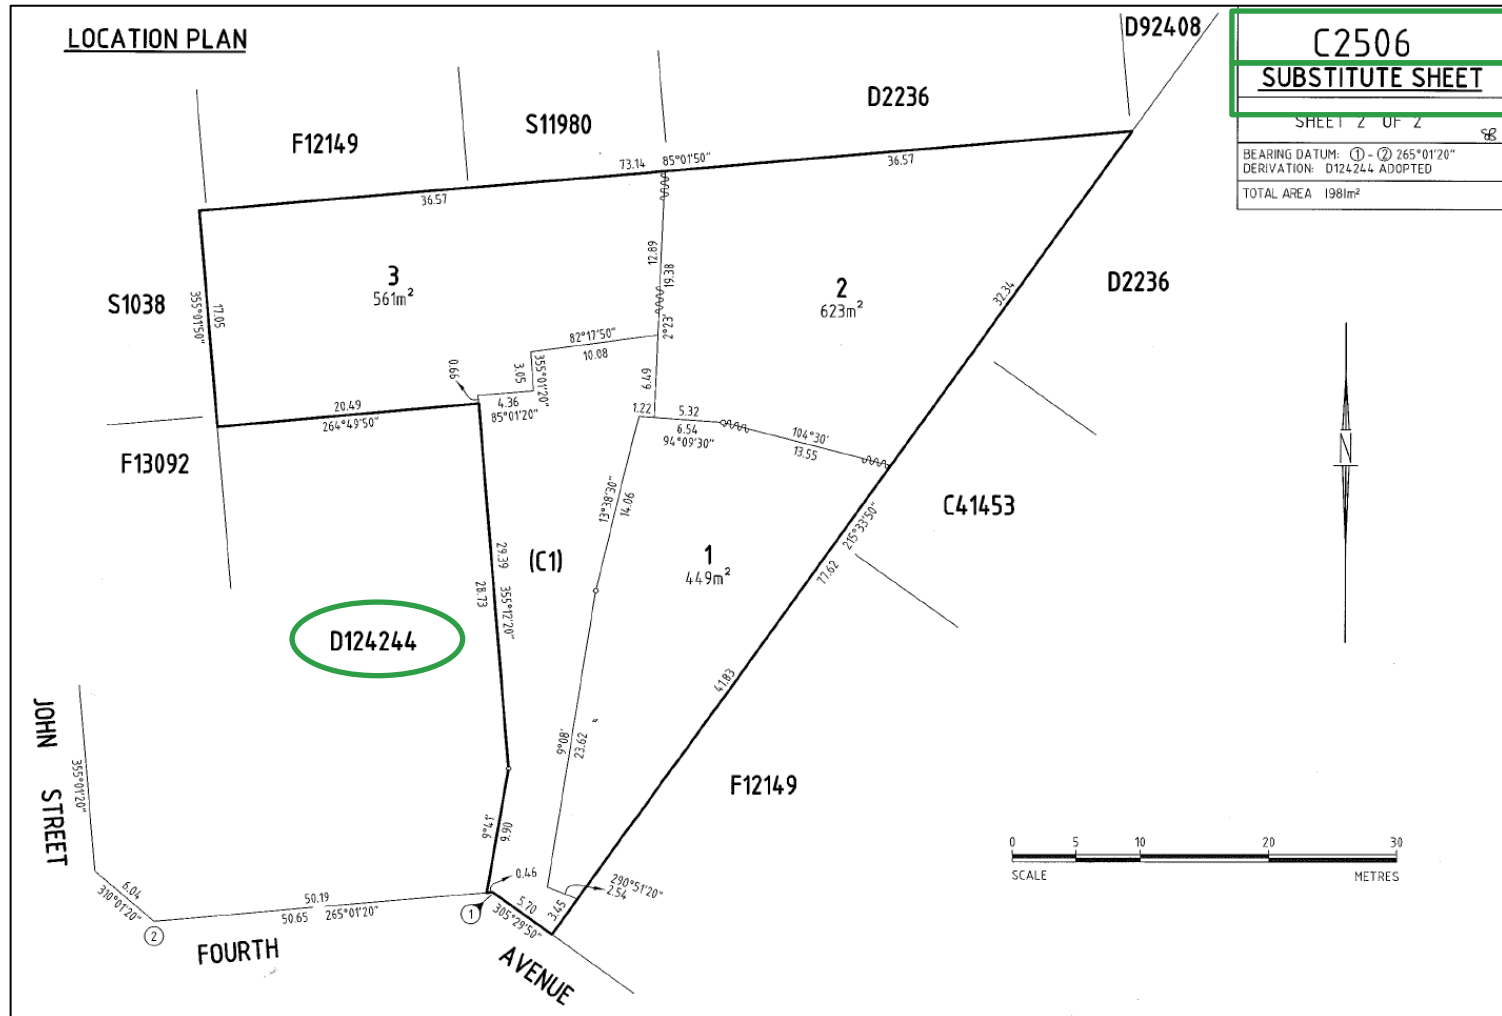 LOCATION PLAN
D92408
C2506
SUBSTITUTE SHEET
SHEET 2 OF 2
BEARING DATUM: ① - ② 265°01'20"
DERIVATION: D124244 ADOPTED
TOTAL AREA 1981m²
F12149
S11980
D2236
73.14 85°01'50"
36.57
36.57
S1038
355°01'50"
17.05
3
561m²
12.89
19.38
2°23'
2
623m²
32.34
D2236
82°17'50"
10.08
0.66
3.05
355°01'20"
4.36
85°01'20"
6.49
20.49
264°49'50"
1.22
5.32
6.54
94°09'30"
104°30'
13.55
F13092
C41453
N
13°38'30"
14.06
215°33'50"
77.62
29.39
28.73
355°12'20"
(C1)
1
449m²
D124244
41.83
JOHN STREET
355°01'20"
9°08'
23.62
F12149
9°41'
9.90
0.46
290°51'20"
2.54
6.04
310°01'20"
50.19
50.65 265°01'20"
①
5.70
305°29'50"
3.45
②
FOURTH
AVENUE
0 5 10 20 30
SCALE METRES